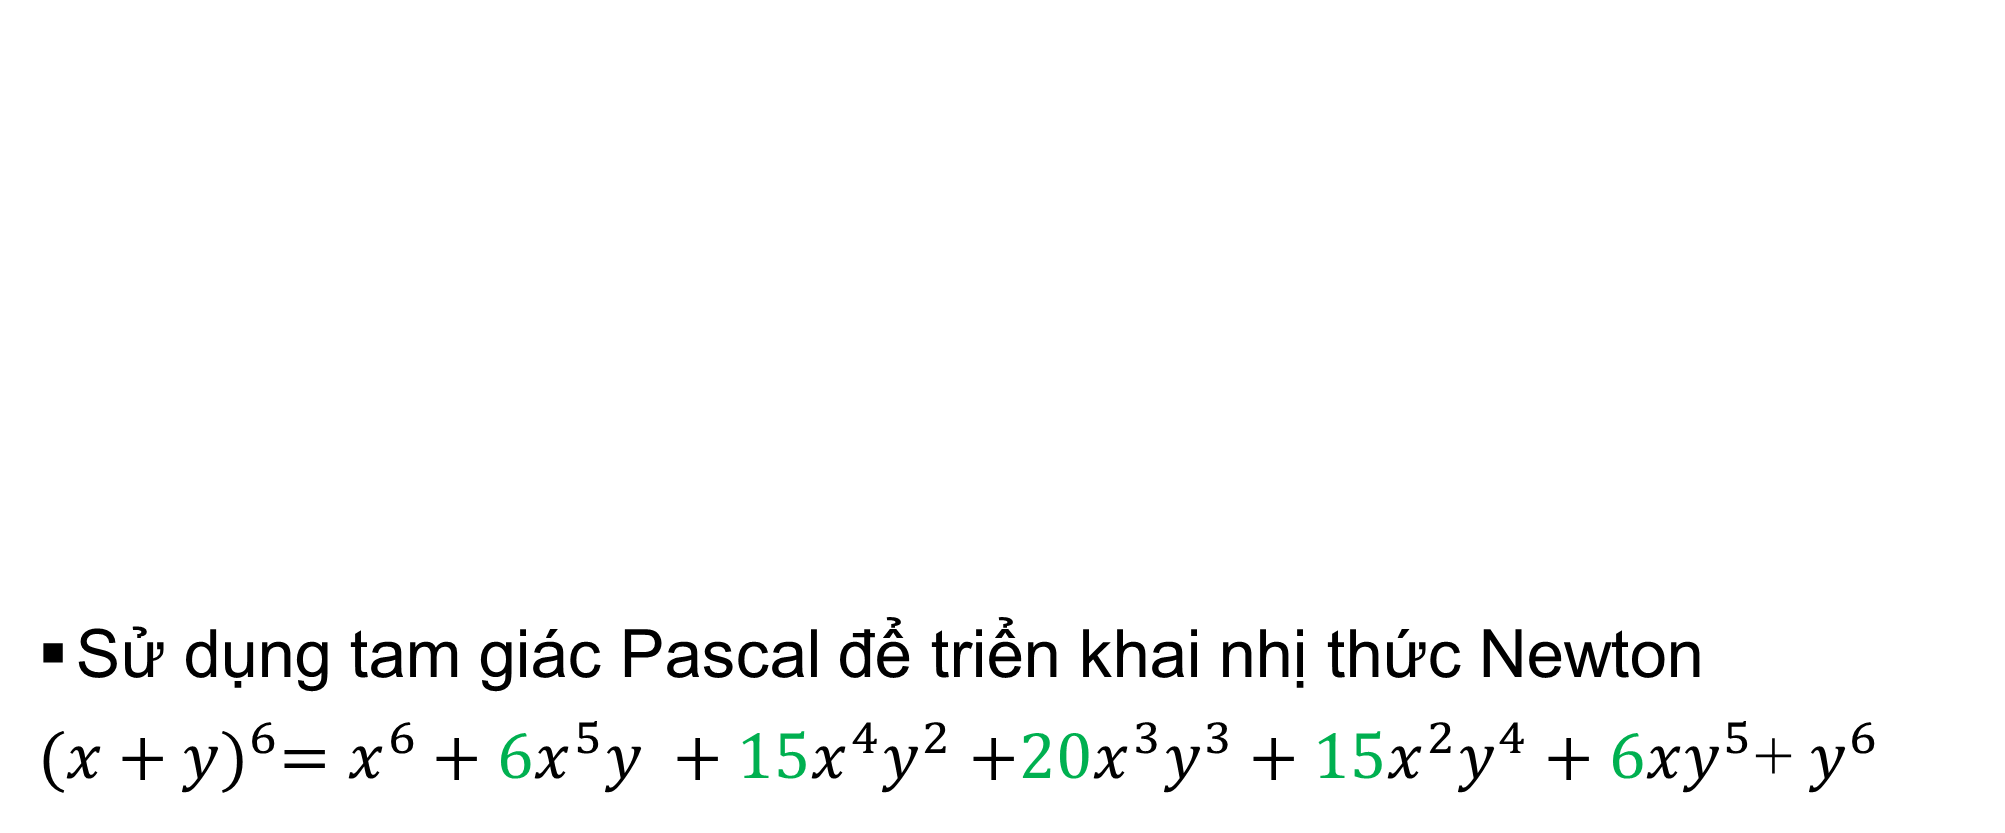 ▪ Sử dụng tam giác Pascal để triển khai nhị thức Newton
(x + y)⁶= x⁶ + 6x⁵y + 15x⁴y² +20x³y³ + 15x²y⁴ + 6xy⁵+ y⁶